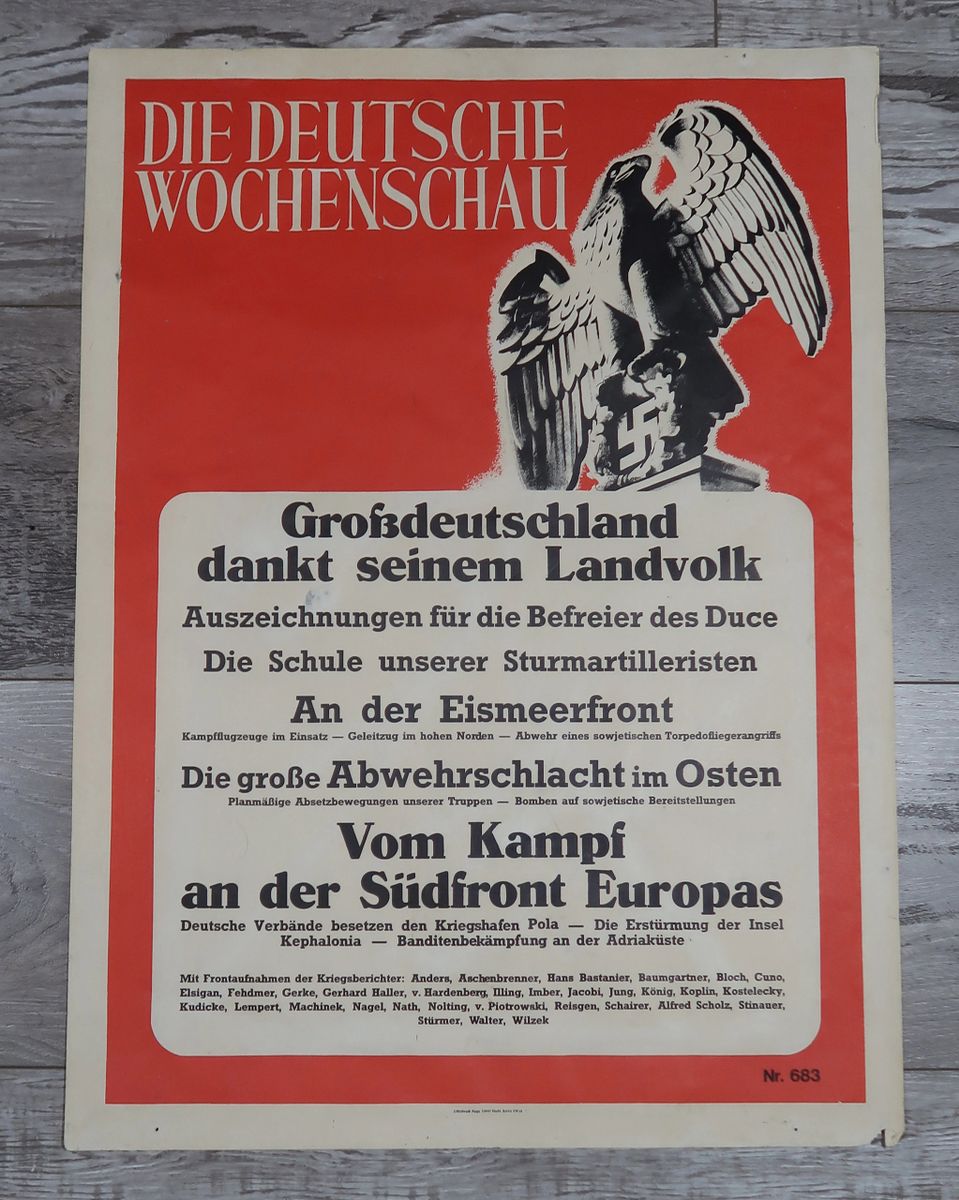 DIE DEUTSCHE
WOCHENSCHAU
Großdeutschland
dankt seinem Landvolk
Auszeichnungen für die Befreier des Duce
Die Schule unserer Sturmartilleristen
An der Eismeerfront
Kampfflugzeuge im Einsatz — Geleitzug im hohen Norden — Abwehr eines sowjetischen Torpedofliegerangriffs
Die große Abwehrschlacht im Osten
Planmäßige Absetzbewegungen unserer Truppen — Bomben auf sowjetische Bereitstellungen
Vom Kampf
an der Südfront Europas
Deutsche Verbände besetzen den Kriegshafen Pola — Die Erstürmung der Insel
Kephalonia — Banditenbekämpfung an der Adriaküste
Mit Frontaufnahmen der Kriegsberichter: Anders, Aschenbrenner, Hans Bastanier, Baumgartner, Bloch, Cuno,
Elsigan, Fehdmer, Gerke, Gerhard Haller, v. Hardenberg, Illing, Imber, Jacobi, Jung, König, Koplin, Kostelecky,
Kudicke, Lempert, Machinek, Nagel, Nath, Nolting, v. Piotrowski, Reisgen, Schairer, Alfred Scholz, Stinauer,
Stürmer, Walter, Wilzek
Nr. 683